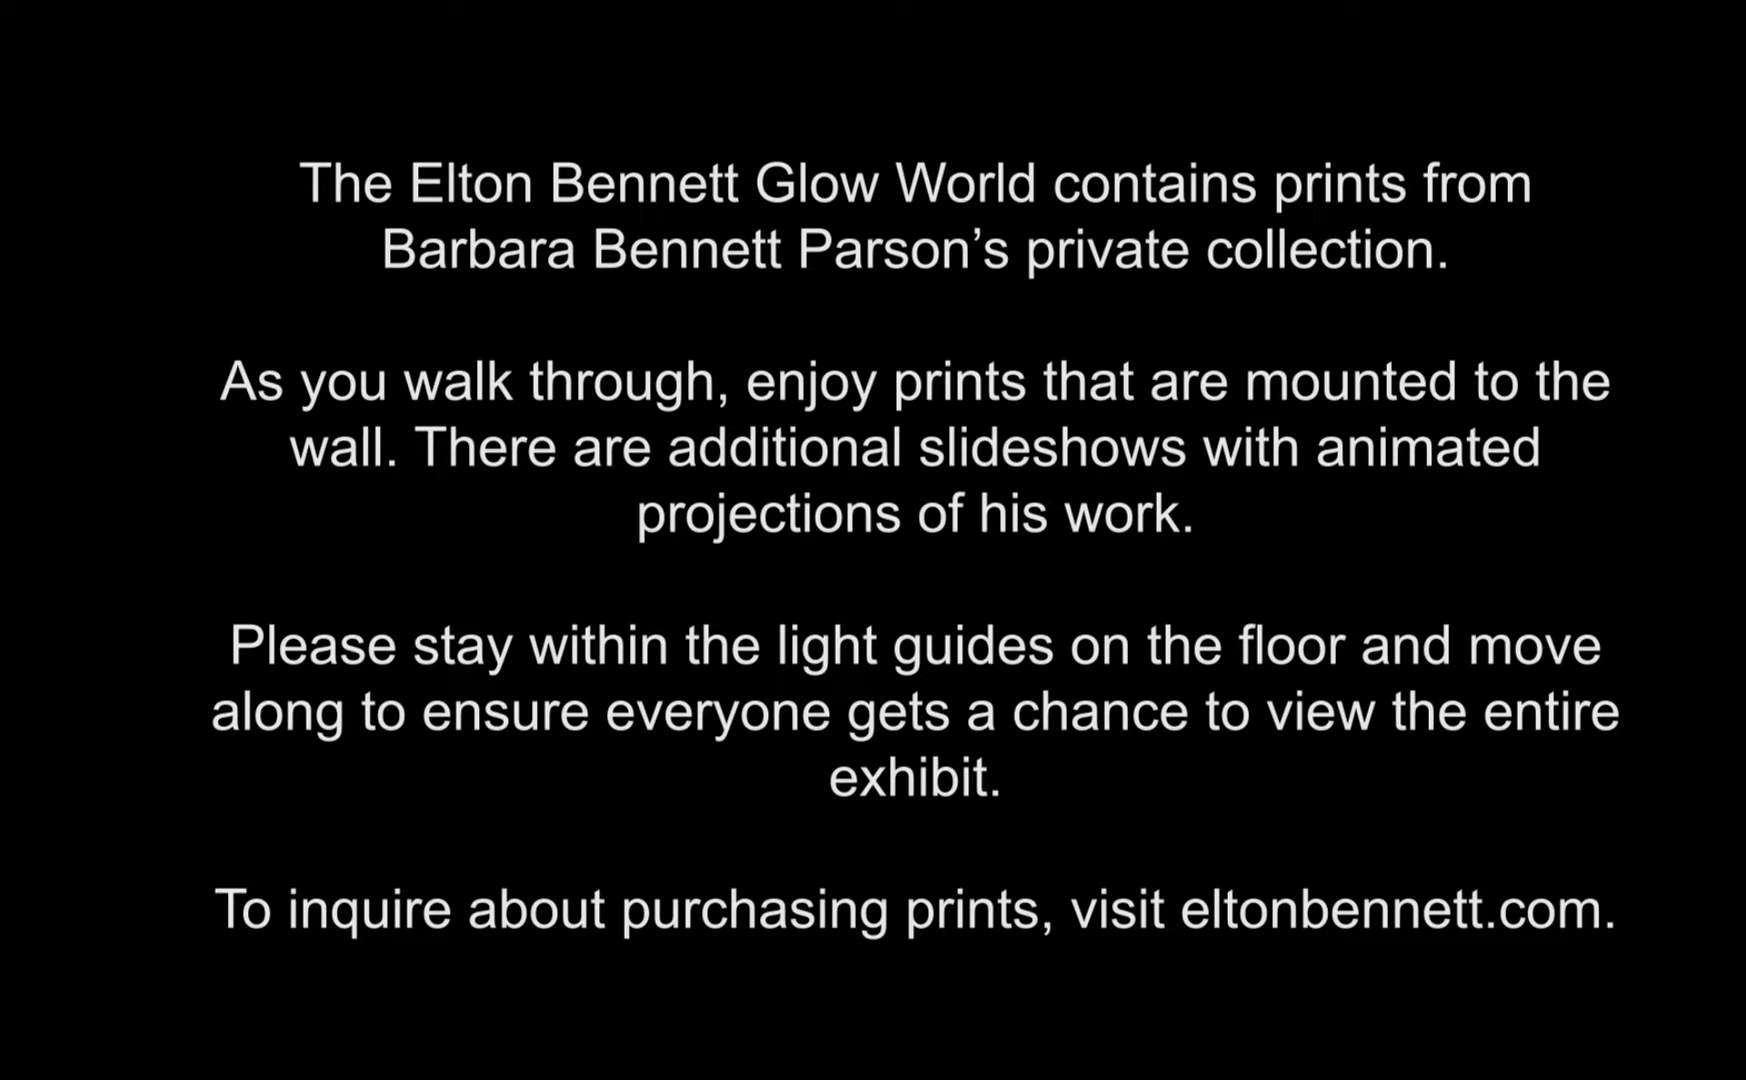 The Elton Bennett Glow World contains prints from
Barbara Bennett Parson’s private collection.
As you walk through, enjoy prints that are mounted to the
wall. There are additional slideshows with animated
projections of his work.
Please stay within the light guides on the floor and move
along to ensure everyone gets a chance to view the entire
exhibit.
To inquire about purchasing prints, visit eltonbennett.com.